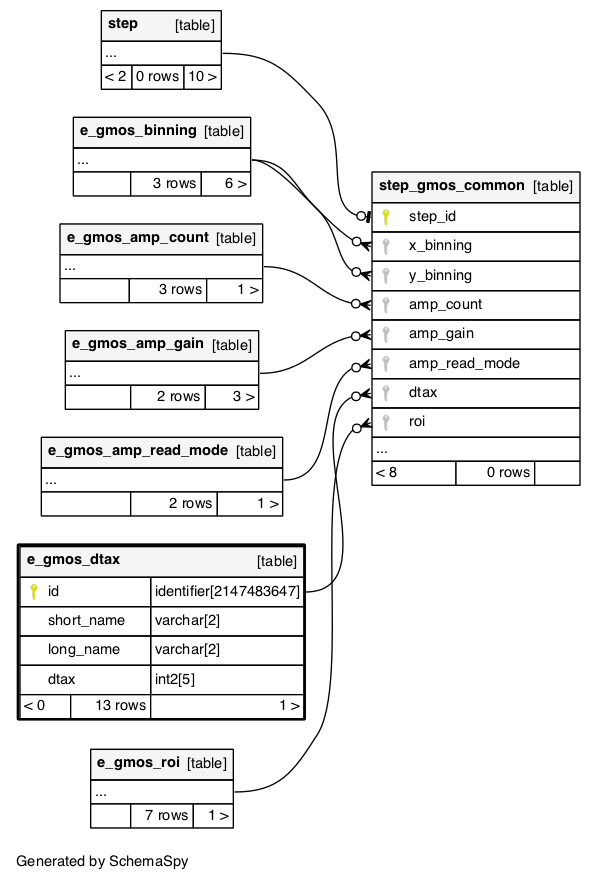 step [table]
...
< 2 0 rows 10 >
e_gmos_binning [table]
...
3 rows 6 >
e_gmos_amp_count [table]
...
3 rows 1 >
e_gmos_amp_gain [table]
...
2 rows 3 >
e_gmos_amp_read_mode [table]
...
2 rows 1 >
e_gmos_dtax [table]
id identifier[2147483647]
short_name varchar[2]
long_name varchar[2]
dtax int2[5]
< 0 13 rows 1 >
e_gmos_roi [table]
...
7 rows 1 >
step_gmos_common [table]
step_id
x_binning
y_binning
amp_count
amp_gain
amp_read_mode
dtax
roi
...
< 8 0 rows
Generated by SchemaSpy